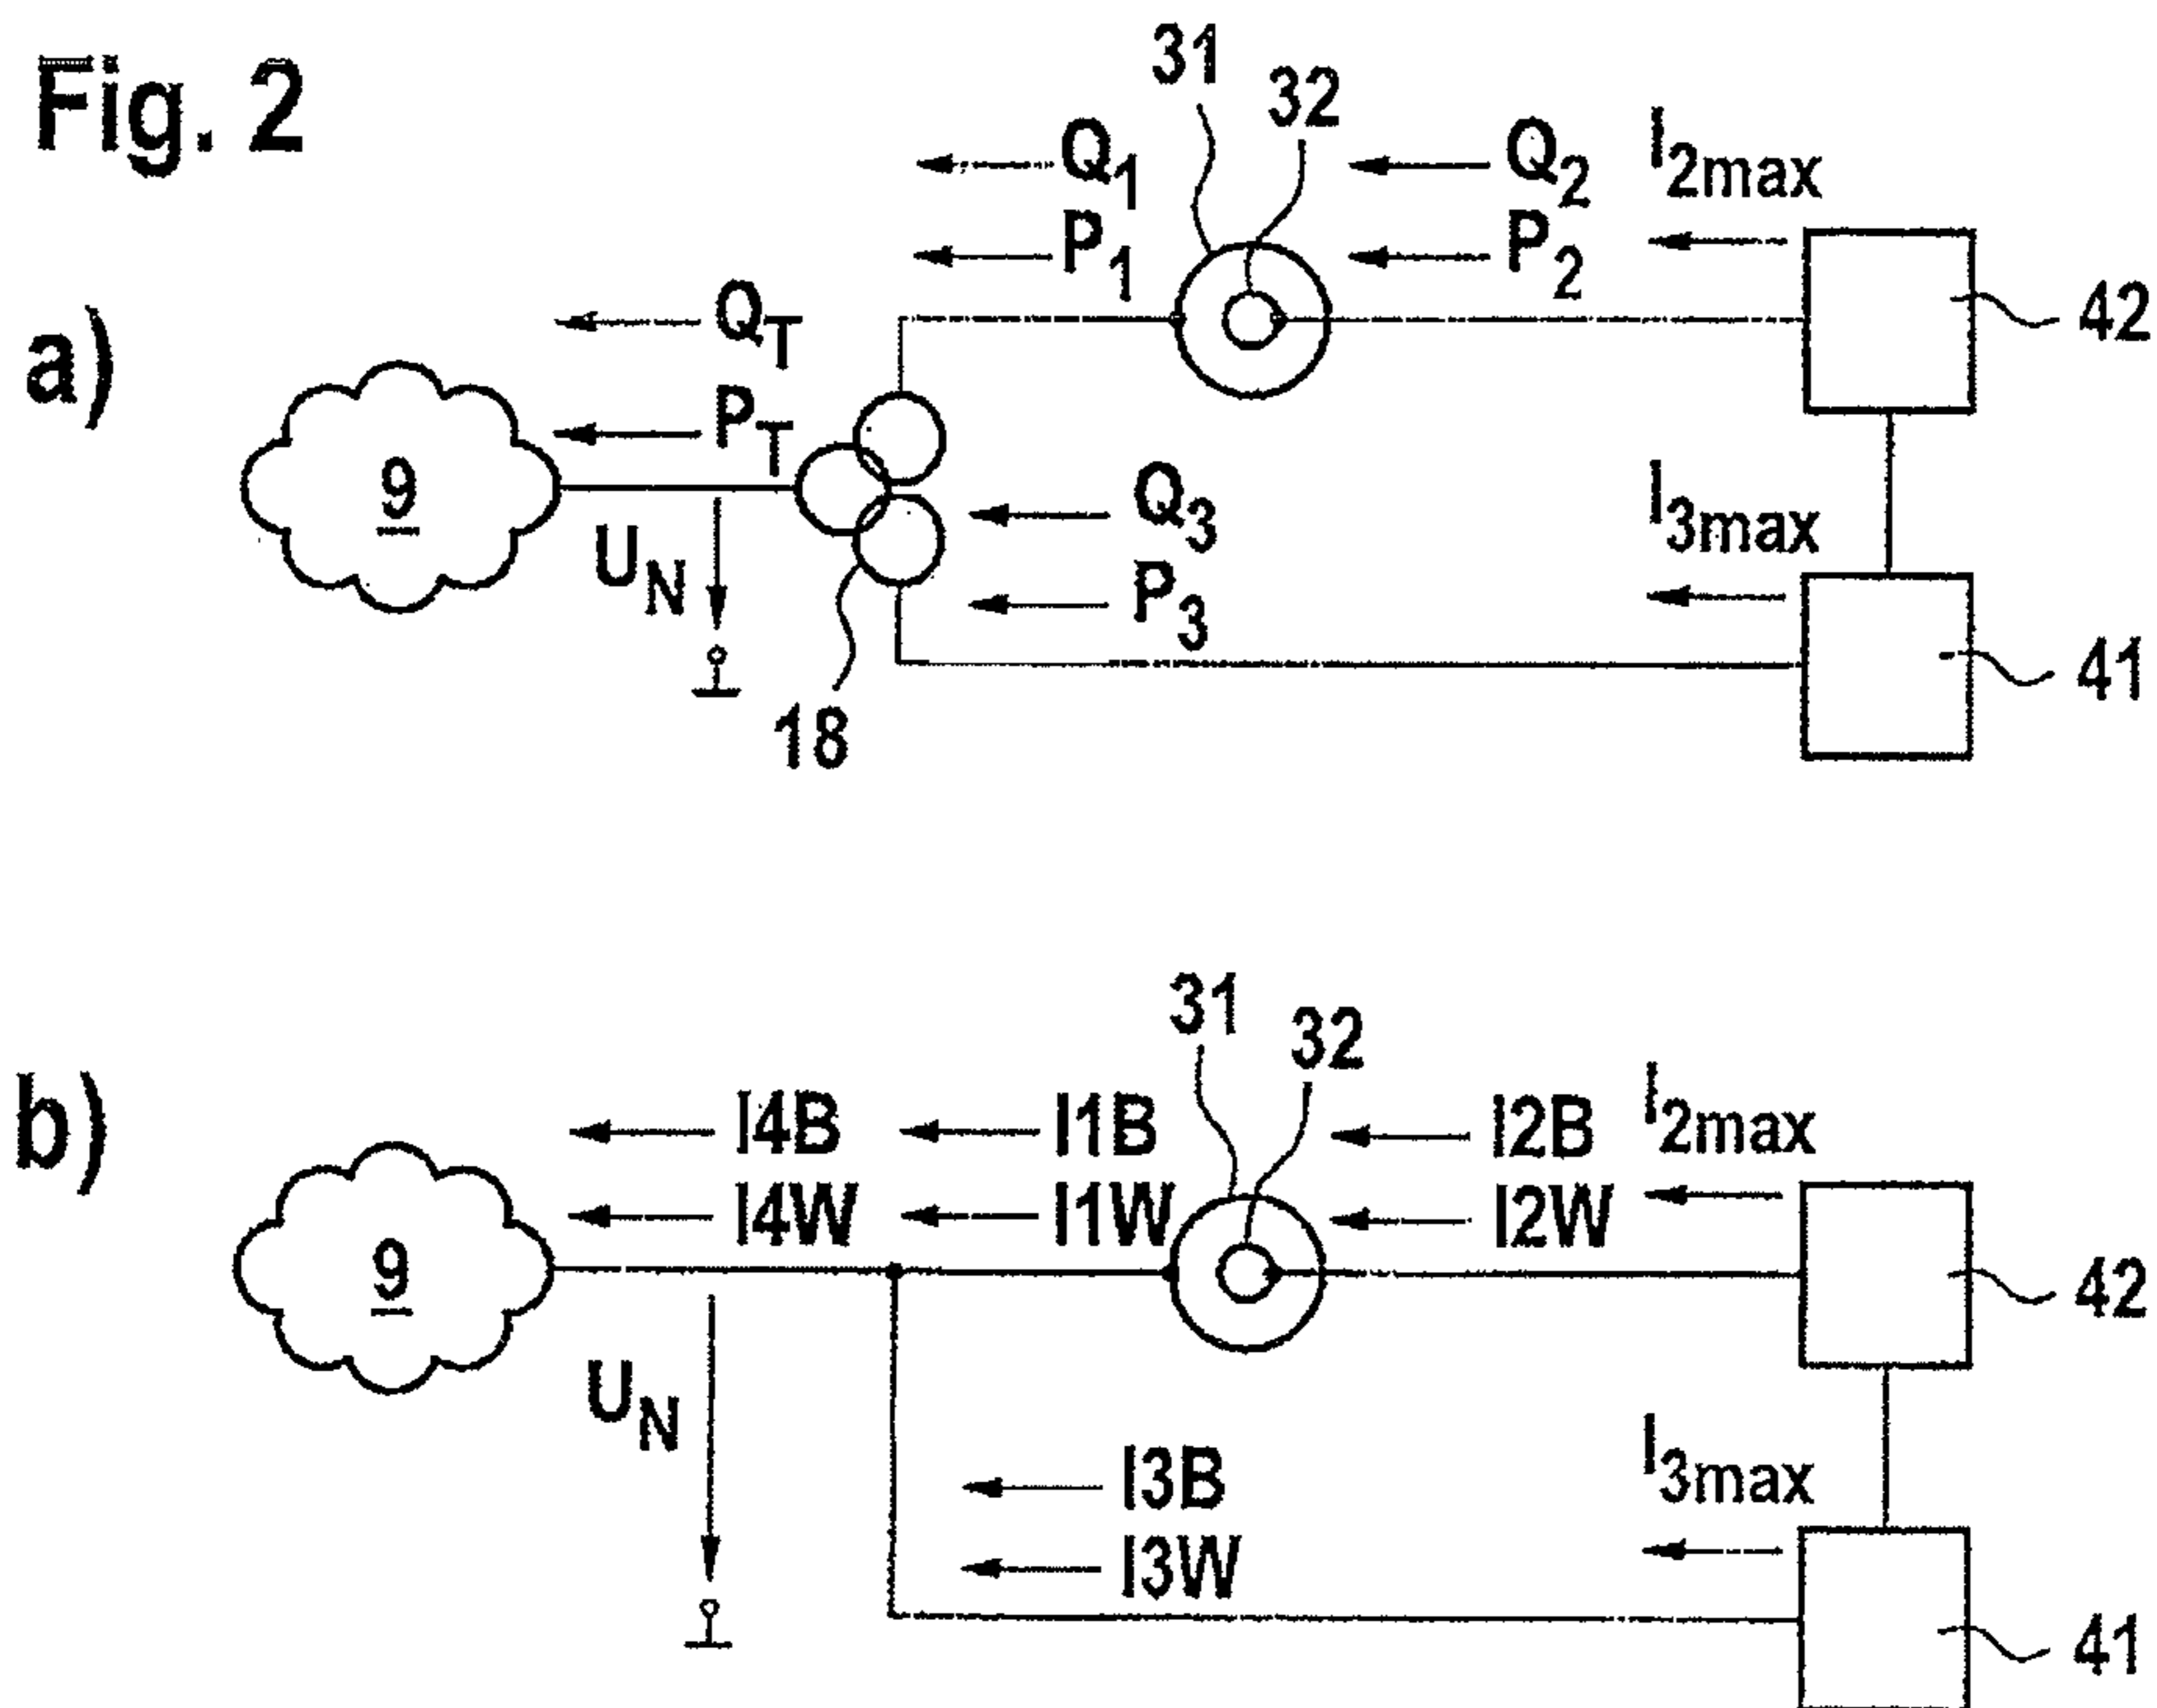 Fig. 2
a)
31
32
Q1
Q2
I2max
P1
P2
42
QT
PT
9
UN
Q3
P3
I3max
41
18
b)
31
32
I4B
I1B
I2B
I2max
I4W
I1W
I2W
42
9
UN
I3B
I3W
I3max
41